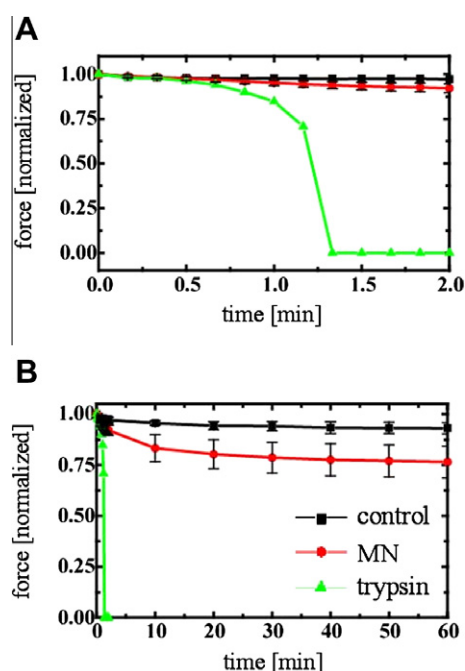 A
force [normalized]
1.00
0.75
0.50
0.25
0.00
0.0 0.5 1.0 1.5 2.0
time [min]
B
force [normalized]
1.00
0.75
0.50
0.25
0.00
control
MN
trypsin
0 10 20 30 40 50 60
time [min]